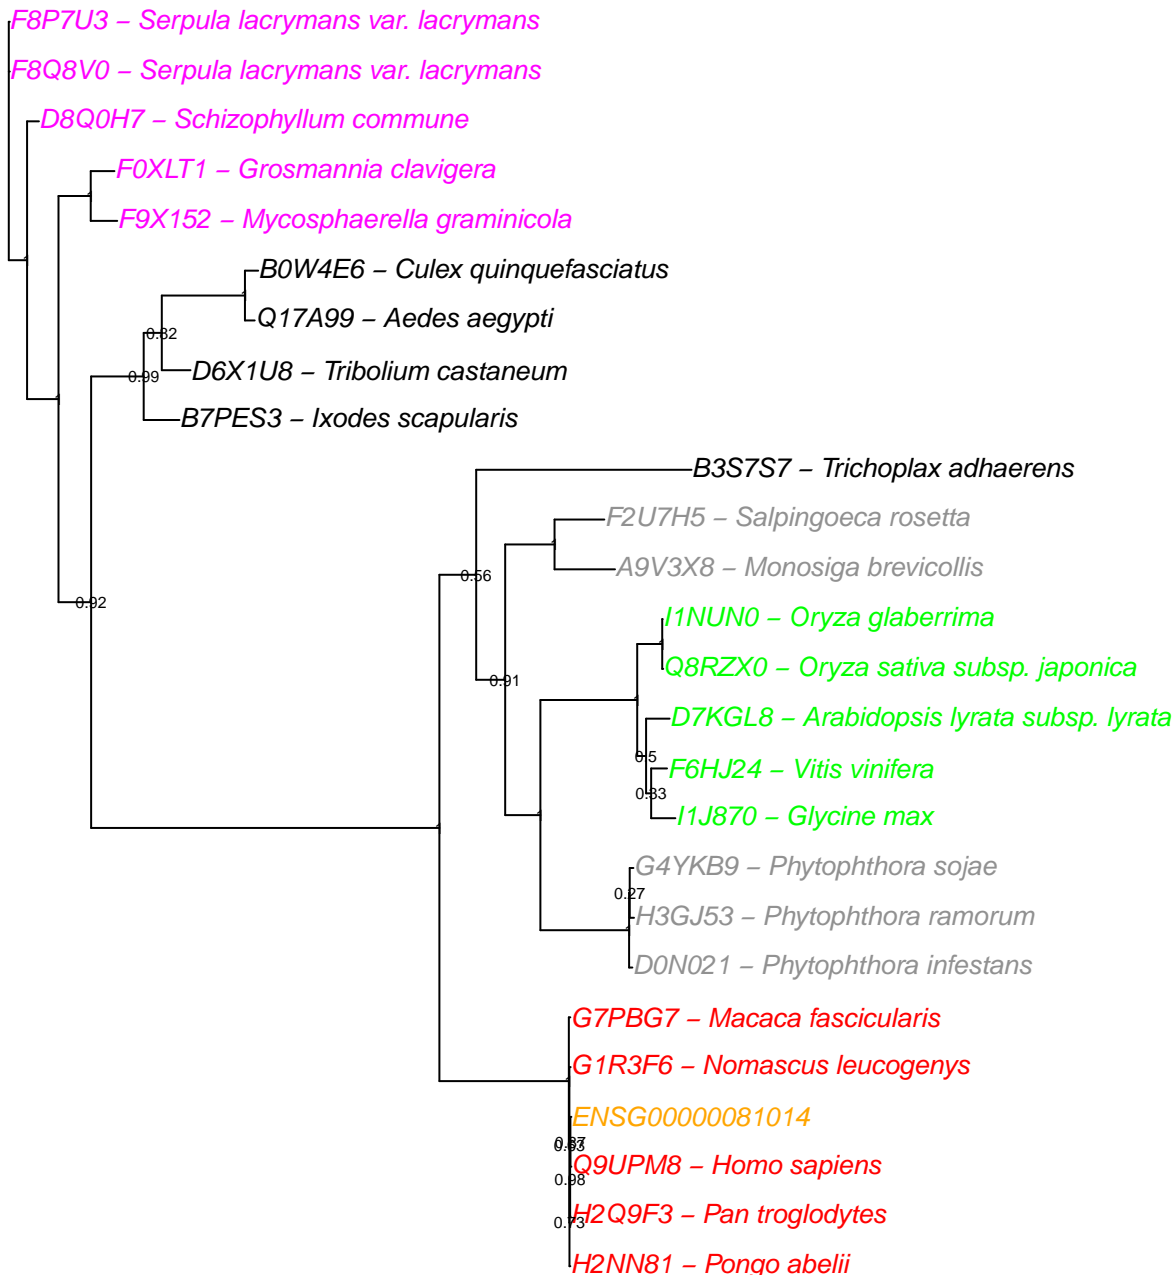 F8P7U3 – Serpula lacrymans var. lacrymans
F8Q8V0 – Serpula lacrymans var. lacrymans
D8Q0H7 – Schizophyllum commune
F0XLT1 – Grosmannia clavigera
F9X152 – Mycosphaerella graminicola
B0W4E6 – Culex quinquefasciatus
Q17A99 – Aedes aegypti
0.82
D6X1U8 – Tribolium castaneum
0.99
B7PES3 – Ixodes scapularis
B3S7S7 – Trichoplax adhaerens
F2U7H5 – Salpingoeca rosetta
A9V3X8 – Monosiga brevicollis
0.56
0.92
I1NUN0 – Oryza glaberrima
Q8RZX0 – Oryza sativa subsp. japonica
0.91
D7KGL8 – Arabidopsis lyrata subsp. lyrata
0.5
F6HJ24 – Vitis vinifera
0.83
I1J870 – Glycine max
G4YKB9 – Phytophthora sojae
0.27
H3GJ53 – Phytophthora ramorum
D0N021 – Phytophthora infestans
G7PBG7 – Macaca fascicularis
G1R3F6 – Nomascus leucogenys
ENSG00000081014
Q9UPM8 – Homo sapiens
0.98
H2Q9F3 – Pan troglodytes
0.73
H2NN81 – Pongo abelii